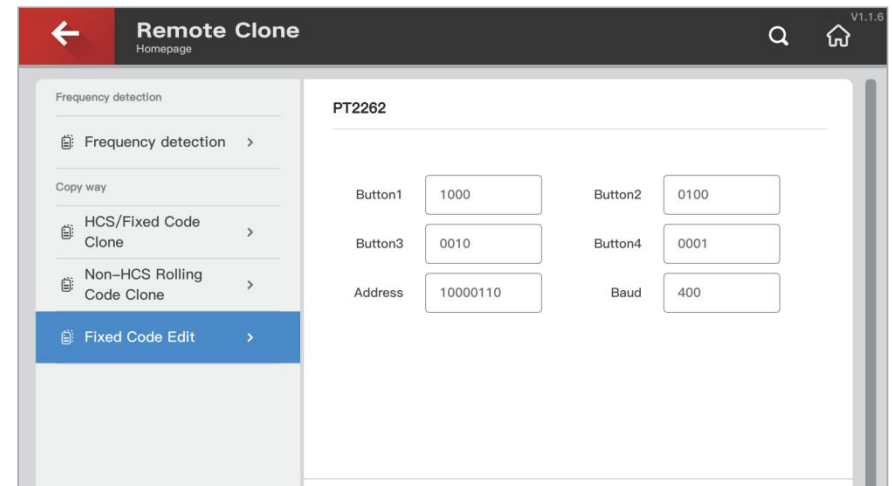 Remote Clone
Homepage
V1.1.6
Frequency detection
Frequency detection
Copy way
HCS/Fixed Code
Clone
Non-HCS Rolling
Code Clone
Fixed Code Edit
PT2262
Button1 1000 Button2 0100
Button3 0010 Button4 0001
Address 10000110 Baud 400